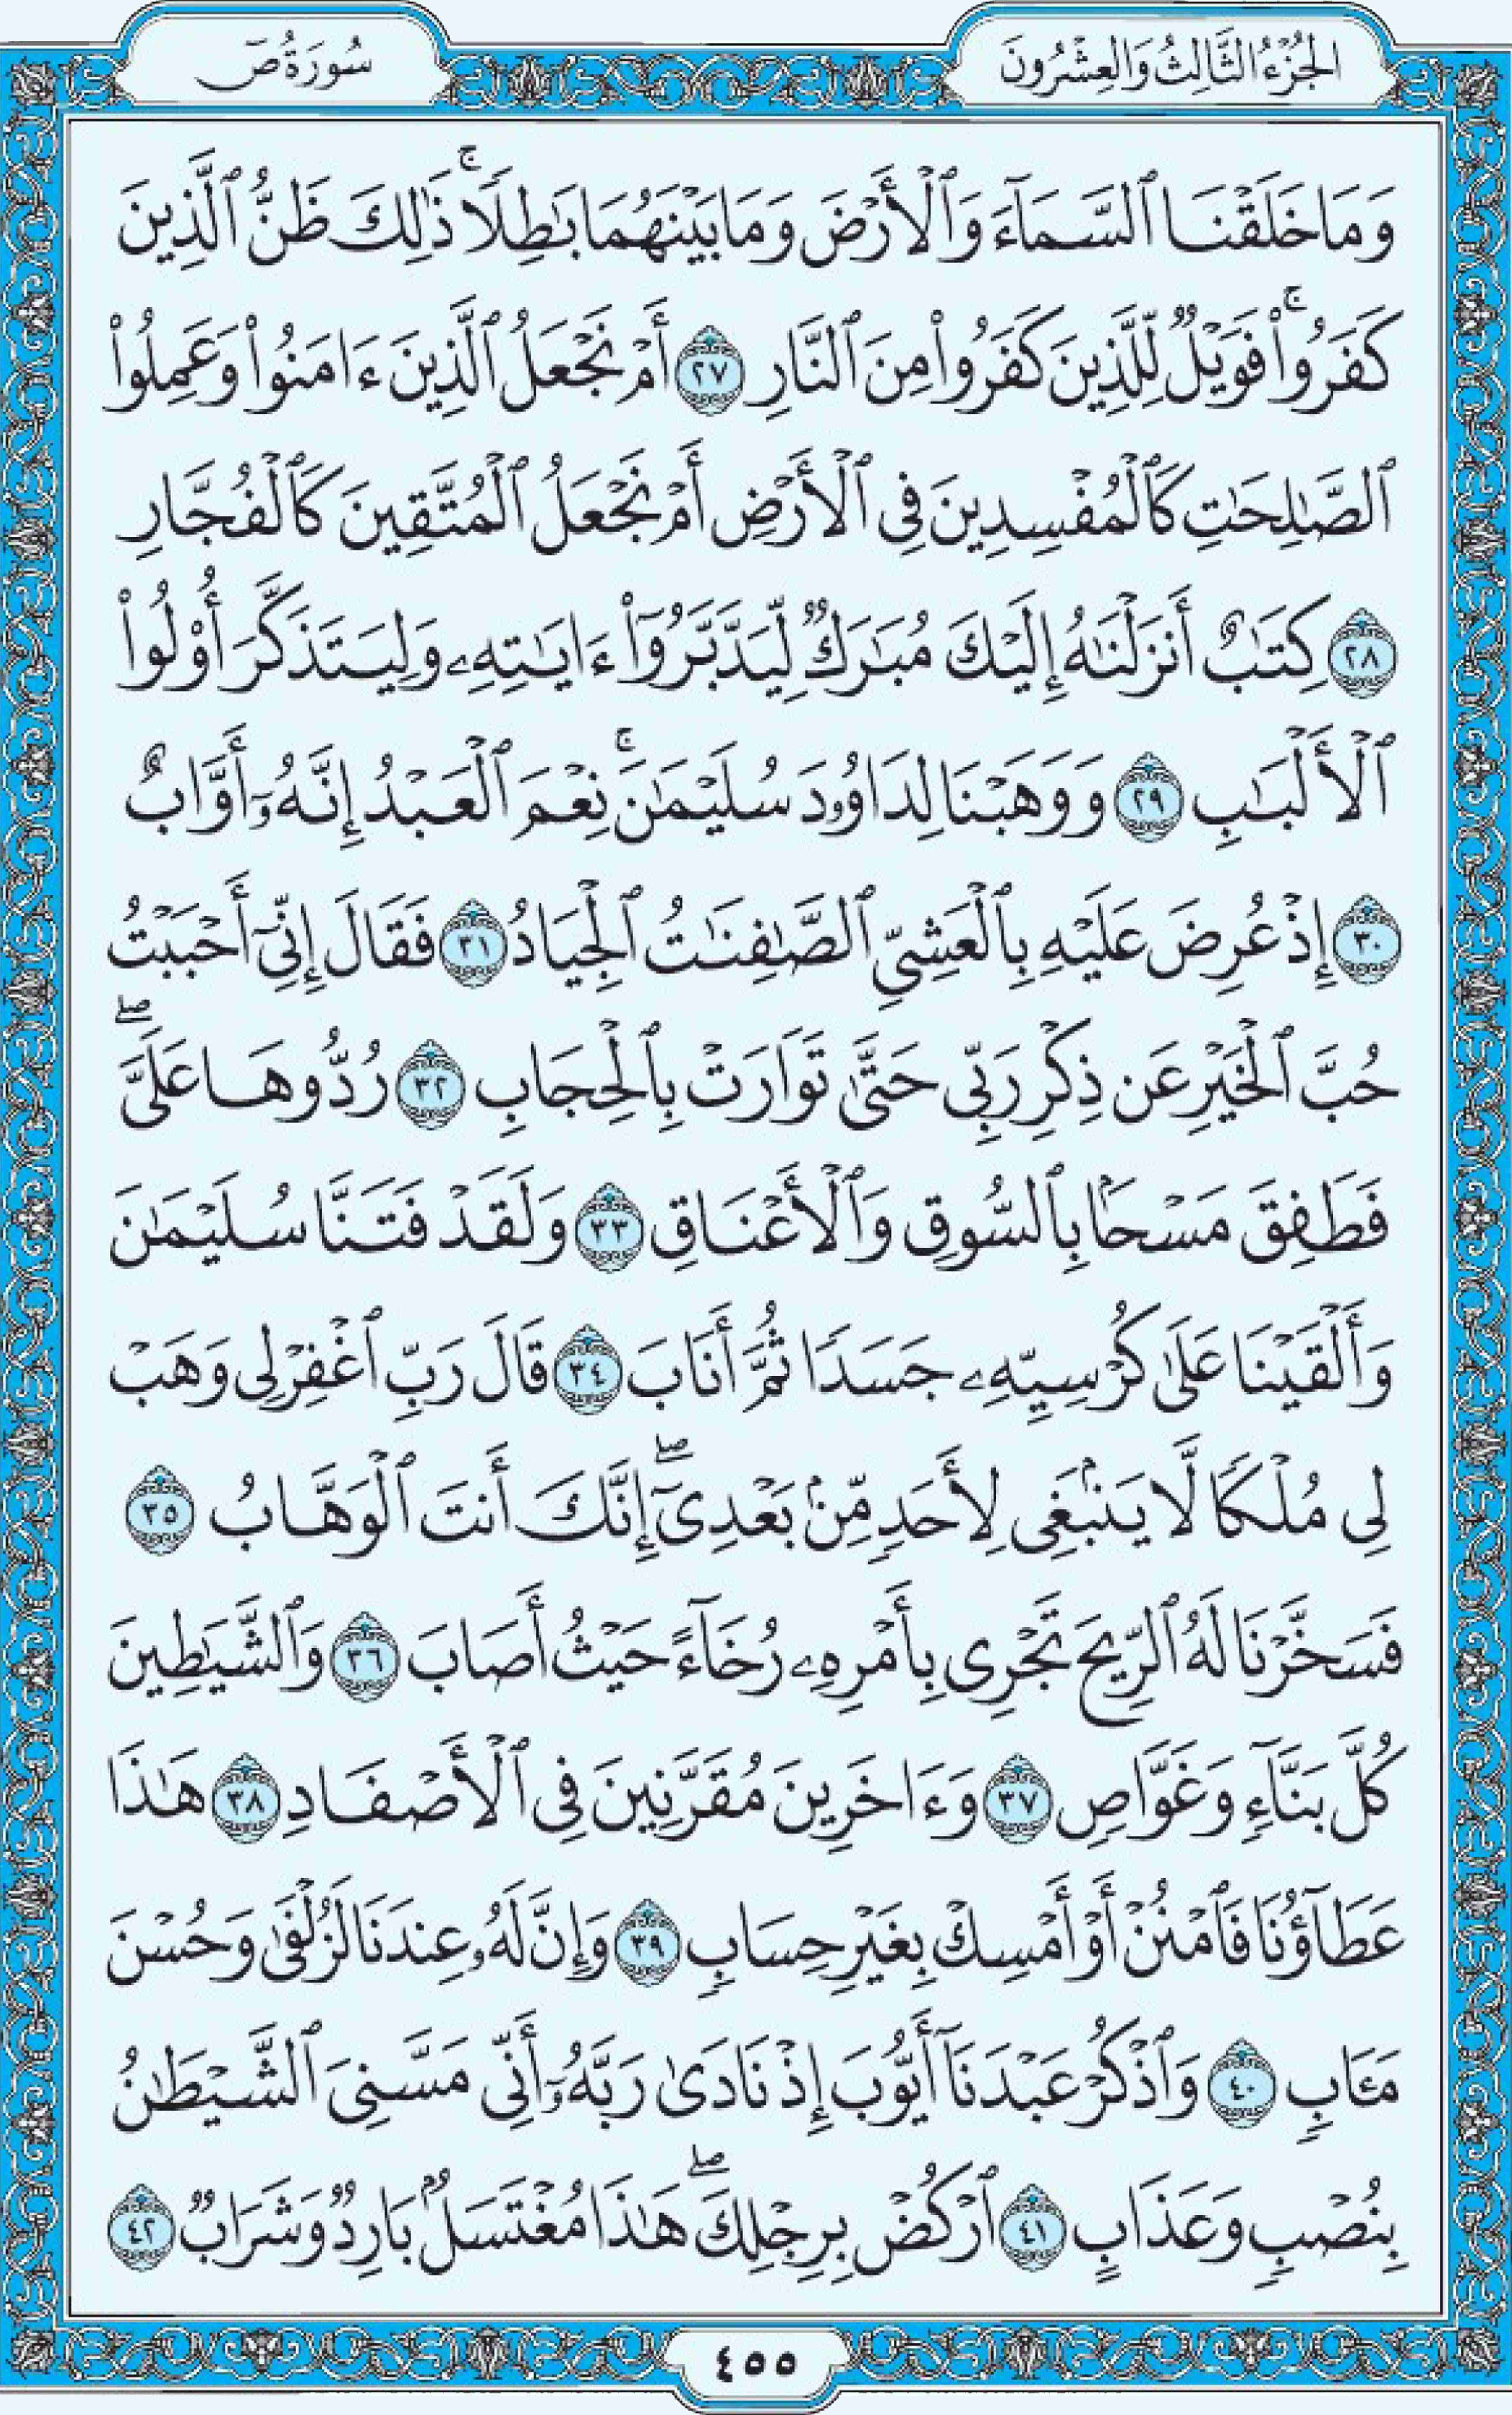 الجُزْءُ الثَّالِثُ وَالعِشْرُونَ
سُورَةُ صٓ
وَمَا خَلَقْنَا ٱلسَّمَآءَ وَٱلْأَرْضَ وَمَا بَيْنَهُمَا بَٰطِلًاۚ ذَٰلِكَ ظَنُّ ٱلَّذِينَ
كَفَرُوا۟ۚ فَوَيْلٌ لِّلَّذِينَ كَفَرُوا۟ مِنَ ٱلنَّارِ ٢٧ أَمْ نَجْعَلُ ٱلَّذِينَ ءَامَنُوا۟ وَعَمِلُوا۟
ٱلصَّٰلِحَٰتِ كَٱلْمُفْسِدِينَ فِى ٱلْأَرْضِ أَمْ نَجْعَلُ ٱلْمُتَّقِينَ كَٱلْفُجَّارِ
٢٨ كِتَٰبٌ أَنزَلْنَٰهُ إِلَيْكَ مُبَٰرَكٌ لِّيَدَّبَّرُوٓا۟ ءَايَٰتِهِۦ وَلِيَتَذَكَّرَ أُو۟لُوا۟
ٱلْأَلْبَٰبِ ٢٩ وَوَهَبْنَا لِدَاوُۥدَ سُلَيْمَٰنَۚ نِعْمَ ٱلْعَبْدُ إِنَّهُۥٓ أَوَّابٌ
٣٠ إِذْ عُرِضَ عَلَيْهِ بِٱلْعَشِىِّ ٱلصَّٰفِنَٰتُ ٱلْجِيَادُ ٣١ فَقَالَ إِنِّىٓ أَحْبَبْتُ
حُبَّ ٱلْخَيْرِ عَن ذِكْرِ رَبِّى حَتَّىٰ تَوَارَتْ بِٱلْحِجَابِ ٣٢ رُدُّوهَا عَلَىَّۖ
فَطَفِقَ مَسْحًۢا بِٱلسُّوقِ وَٱلْأَعْنَاقِ ٣٣ وَلَقَدْ فَتَنَّا سُلَيْمَٰنَ
وَأَلْقَيْنَا عَلَىٰ كُرْسِيِّهِۦ جَسَدًا ثُمَّ أَنَابَ ٣٤ قَالَ رَبِّ ٱغْفِرْ لِى وَهَبْ
لِى مُلْكًا لَّا يَنۢبَغِى لِأَحَدٍ مِّنۢ بَعْدِىٓۖ إِنَّكَ أَنتَ ٱلْوَهَّابُ ٣٥
فَسَخَّرْنَا لَهُ ٱلرِّيحَ تَجْرِى بِأَمْرِهِۦ رُخَآءً حَيْثُ أَصَابَ ٣٦ وَٱلشَّيَٰطِينَ
كُلَّ بَنَّآءٍ وَغَوَّاصٍ ٣٧ وَءَاخَرِينَ مُقَرَّنِينَ فِى ٱلْأَصْفَادِ ٣٨ هَٰذَا
عَطَآؤُنَا فَٱمْنُنْ أَوْ أَمْسِكْ بِغَيْرِ حِسَابٍ ٣٩ وَإِنَّ لَهُۥ عِندَنَا لَزُلْفَىٰ وَحُسْنَ
مَـَٔابٍ ٤٠ وَٱذْكُرْ عَبْدَنَآ أَيُّوبَ إِذْ نَادَىٰ رَبَّهُۥٓ أَنِّى مَسَّنِىَ ٱلشَّيْطَٰنُ
بِنُصْبٍ وَعَذَابٍ ٤١ ٱرْكُضْ بِرِجْلِكَۖ هَٰذَا مُغْتَسَلٌۢ بَارِدٌ وَشَرَابٌ ٤٢
٤٥٥